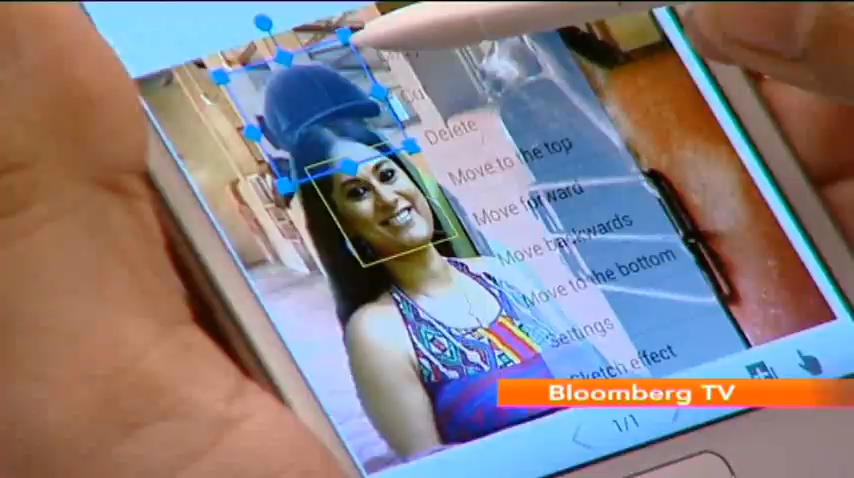 Delete
Move to the top
Move forward
Move backwards
Move to the bottom
Settings
Sketch effect
Bloomberg TV
1/1